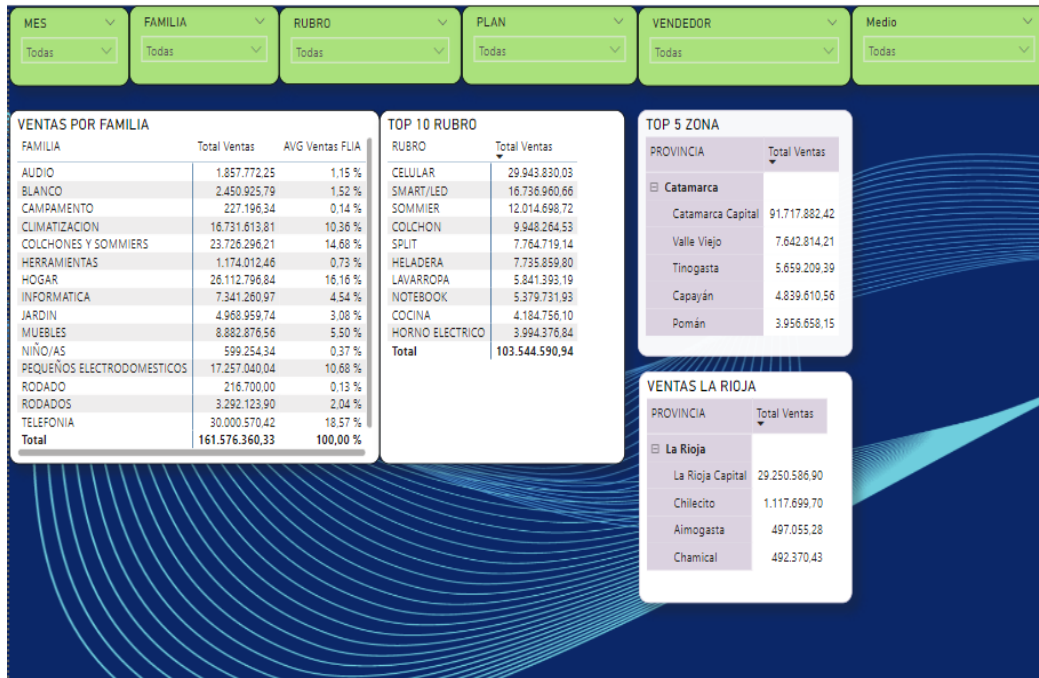 MES FAMILIA RUBRO PLAN VENDEDOR Medio
Todas Todas Todas Todas Todas Todas
VENTAS POR FAMILIA
FAMILIA Total Ventas AVG Ventas FLIA
AUDIO 1.857.772,25 1,15 %
BLANCO 2.450.925,79 1,52 %
CAMPAMENTO 227.196,34 0,14 %
CLIMATIZACION 16.731.613,81 10,36 %
COLCHONES Y SOMMIERS 23.726.296,21 14,68 %
HERRAMIENTAS 1.174.012,46 0,73 %
HOGAR 26.112.796,84 16,16 %
INFORMATICA 7.341.260,97 4,54 %
JARDIN 4.968.959,74 3,08 %
MUEBLES 8.882.876,56 5,50 %
NIÑO/AS 599.254,34 0,37 %
PEQUEÑOS ELECTRODOMESTICOS 17.257.040,04 10,68 %
RODADO 216.700,00 0,13 %
RODADOS 3.292.123,90 2,04 %
TELEFONIA 30.000.570,42 18,57 %
Total 161.576.360,33 100,00 %
TOP 10 RUBRO
RUBRO Total Ventas
CELULAR 29.943.830,03
SMART/LED 16.736.960,66
SOMMIER 12.014.698,72
COLCHON 9.948.264,53
SPLIT 7.764.719,14
HELADERA 7.735.859,80
LAVARROPA 5.841.393,19
NOTEBOOK 5.379.731,93
COCINA 4.184.756,10
HORNO ELECTRICO 3.994.376,84
Total 103.544.590,94
TOP 5 ZONA
PROVINCIA Total Ventas
Catamarca
Catamarca Capital 91.717.882,42
Valle Viejo 7.642.814,21
Tinogasta 5.659.209,39
Capayán 4.839.610,56
Pomán 3.956.658,15
VENTAS LA RIOJA
PROVINCIA Total Ventas
La Rioja
La Rioja Capital 29.250.586,90
Chilecito 1.117.699,70
Aimogasta 497.055,28
Chamical 492.370,43